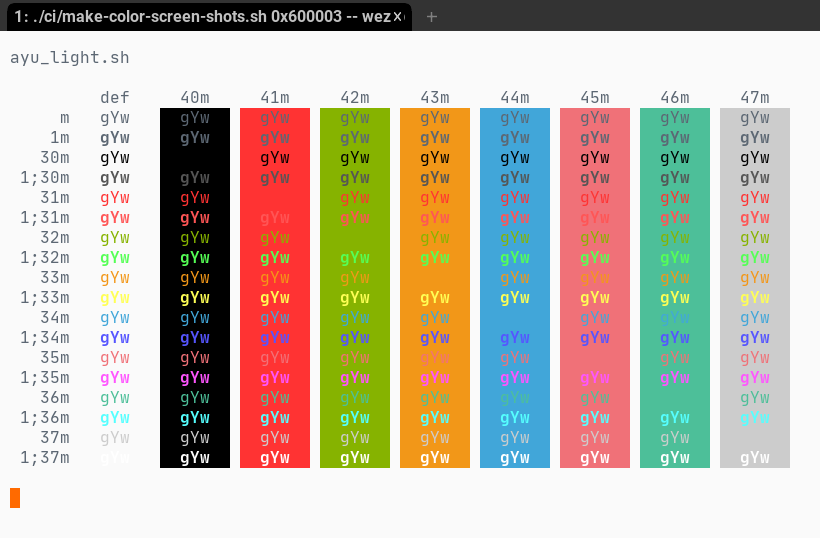 1: ./ci/make-color-screen-shots.sh 0x600003 -- wez
ayu_light.sh
def 40m 41m 42m 43m 44m 45m 46m 47m
m gYw gYw gYw gYw gYw gYw gYw gYw gYw
1m gYw gYw gYw gYw gYw gYw gYw gYw gYw
30m gYw gYw gYw gYw gYw gYw gYw gYw
1;30m gYw gYw gYw gYw gYw gYw gYw gYw gYw
31m gYw gYw gYw gYw gYw gYw gYw gYw
1;31m gYw gYw gYw gYw gYw gYw gYw gYw gYw
32m gYw gYw gYw gYw gYw gYw gYw gYw
1;32m gYw gYw gYw gYw gYw gYw gYw gYw gYw
33m gYw gYw gYw gYw gYw gYw gYw gYw
1;33m gYw gYw gYw gYw gYw gYw gYw gYw gYw
34m gYw gYw gYw gYw gYw gYw gYw gYw
1;34m gYw gYw gYw gYw gYw gYw gYw gYw gYw
35m gYw gYw gYw gYw gYw gYw gYw gYw
1;35m gYw gYw gYw gYw gYw gYw gYw gYw gYw
36m gYw gYw gYw gYw gYw gYw gYw gYw
1;36m gYw gYw gYw gYw gYw gYw gYw gYw gYw
37m gYw gYw gYw gYw gYw gYw gYw gYw
1;37m gYw gYw gYw gYw gYw gYw gYw gYw gYw